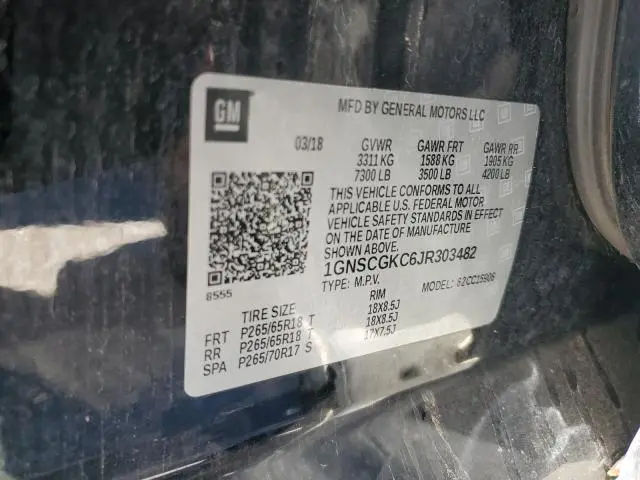 GM
MFD BY GENERAL MOTORS LLC
03/18 GVWR GAWR FRT GAWR RR
3311 KG 1588 KG 1905 KG
7300 LB 3500 LB 4200 LB
THIS VEHICLE CONFORMS TO ALL
APPLICABLE U.S. FEDERAL MOTOR
VEHICLE SAFETY STANDARDS IN EFFECT
ON THE DATE OF MANUFACTURE
SHOWN ABOVE.
1GNSCGKC6JR303482
8555
TYPE: M.P.V. MODEL: 62CC15906
TIRE SIZE RIM
FRT P265/65R18 T 18X8.5J
RR P265/65R18 T 18X8.5J
SPA P265/70R17 S 17X7.5J